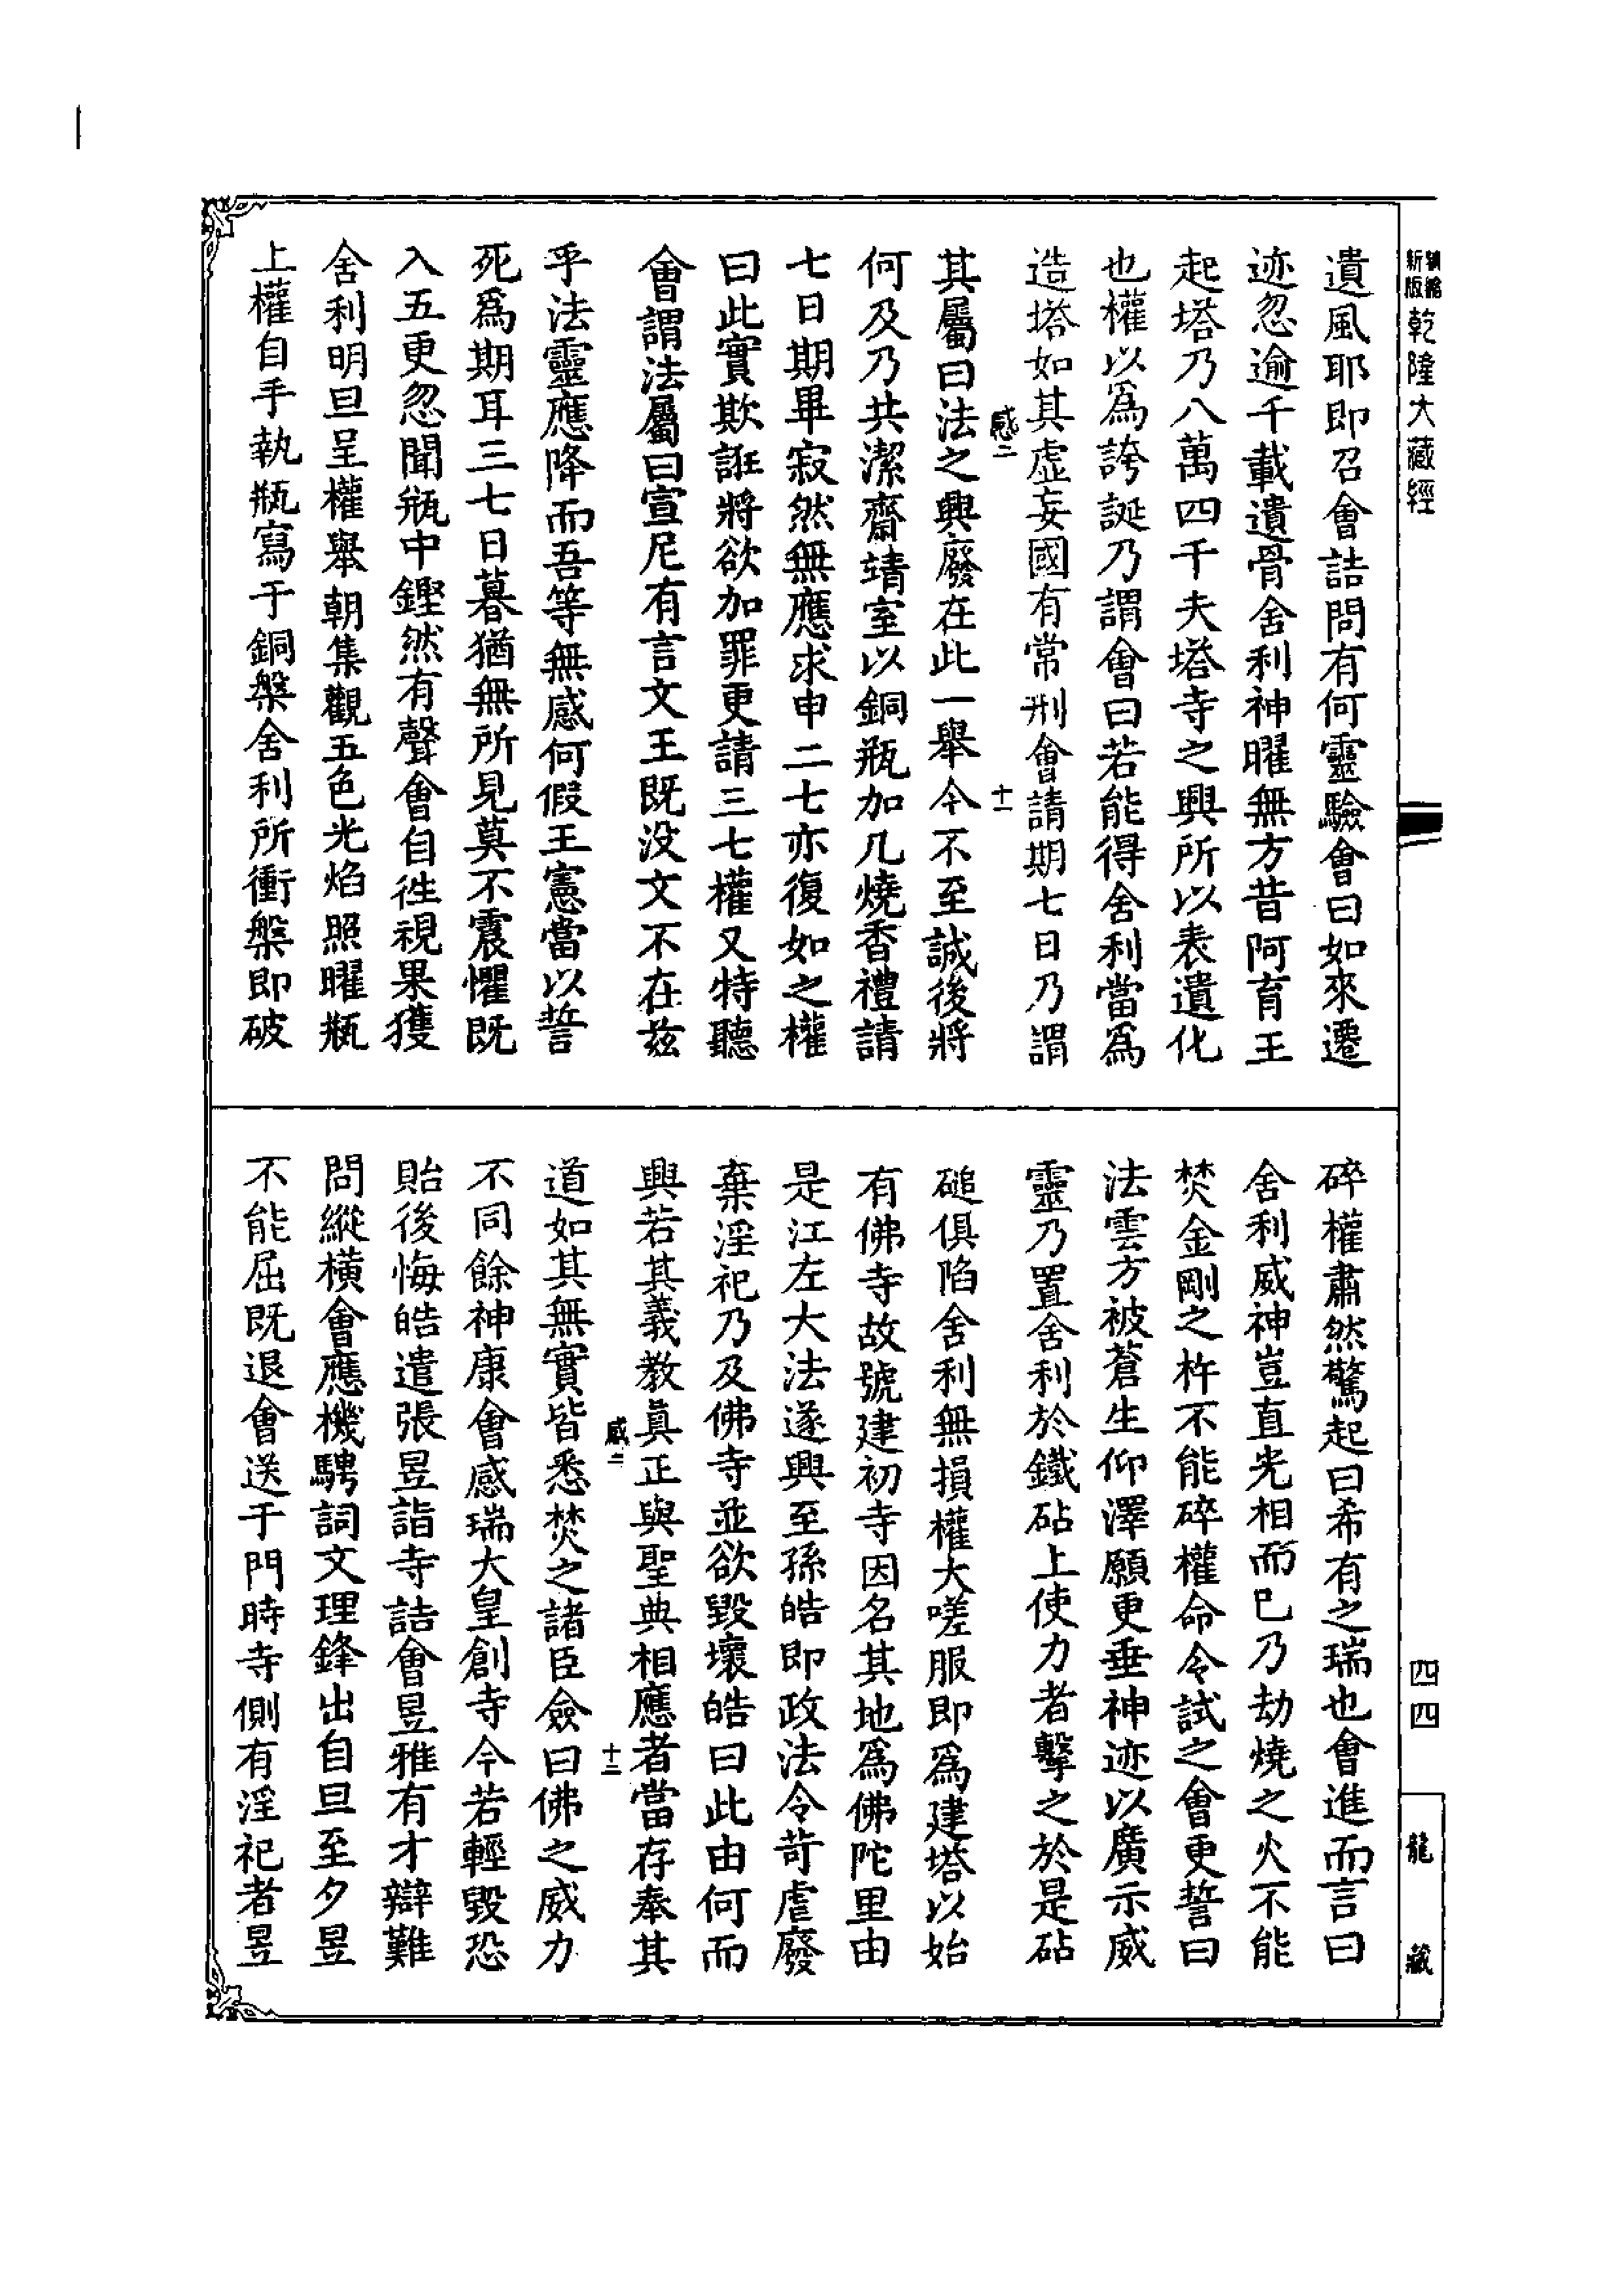 新版
乾隆大藏經
遺風耶即召會詰問有何靈驗會曰如來遷
迹忽逾千載遺骨舍利神曜無方昔阿育王
起塔乃八萬四千夫塔寺之興所以表遺化
也權以為誇誕乃謂會曰若能得舍利當為
造塔如其虛妄國有常刑會請期七日乃謂
感二
十一
其屬曰法之興廢在此一舉今不至誠後將
何及乃共潔齋靖室以銅瓶加几燒香禮請
七日期畢寂然無應求申二七亦復如之權
曰此實欺誑將欲加罪更請三七權又特聽
會謂法屬曰宣尼有言文王既沒文不在茲
乎法靈應降而吾等無感何假王憲當以誓
死為期耳三七日暮猶無所見莫不震懼既
入五更忽聞瓶中鏗然有聲會自往視果獲
舍利明旦呈權舉朝集觀五色光焰照曜瓶
上權自手執瓶寫于銅槃舍利所衝槃即破
碎權肅然驚起曰希有之瑞也會進而言曰
舍利威神豈直光相而已乃劫燒之火不能
焚金剛之杵不能碎權命令試之會更誓曰
法雲方被蒼生仰澤願更垂神迹以廣示威
靈乃置舍利於鐵砧上使力者擊之於是砧
磓俱陷舍利無損權大嗟服即為建塔以始
有佛寺故號建初寺因名其地為佛陀里由
是江左大法遂興至孫皓即政法令苛虐廢
棄淫祀乃及佛寺並欲毀壞皓曰此由何而
興若其義教真正與聖典相應者當存奉其
感二
十二
道如其無實皆悉焚之諸臣僉曰佛之威力
不同餘神康會感瑞大皇創寺今若輕毀恐
貽後悔皓遣張昱詣寺詰會昱雅有才辯難
問縱橫會應機騁詞文理鋒出自旦至夕昱
不能屈既退會送于門時寺側有淫祀者昱
四四
龍藏